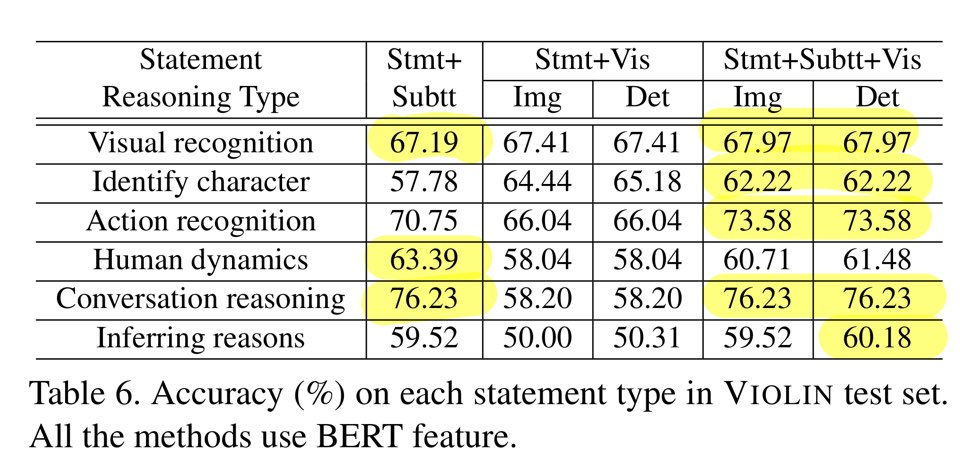 Statement Stmt+ Stmt+Vis Stmt+Subtt+Vis
Reasoning Type Subtt Img Det Img Det
Visual recognition 67.19 67.41 67.41 67.97 67.97
Identify character 57.78 64.44 65.18 62.22 62.22
Action recognition 70.75 66.04 66.04 73.58 73.58
Human dynamics 63.39 58.04 58.04 60.71 61.48
Conversation reasoning 76.23 58.20 58.20 76.23 76.23
Inferring reasons 59.52 50.00 50.31 59.52 60.18
Table 6. Accuracy (%) on each statement type in VIOLIN test set.
All the methods use BERT feature.